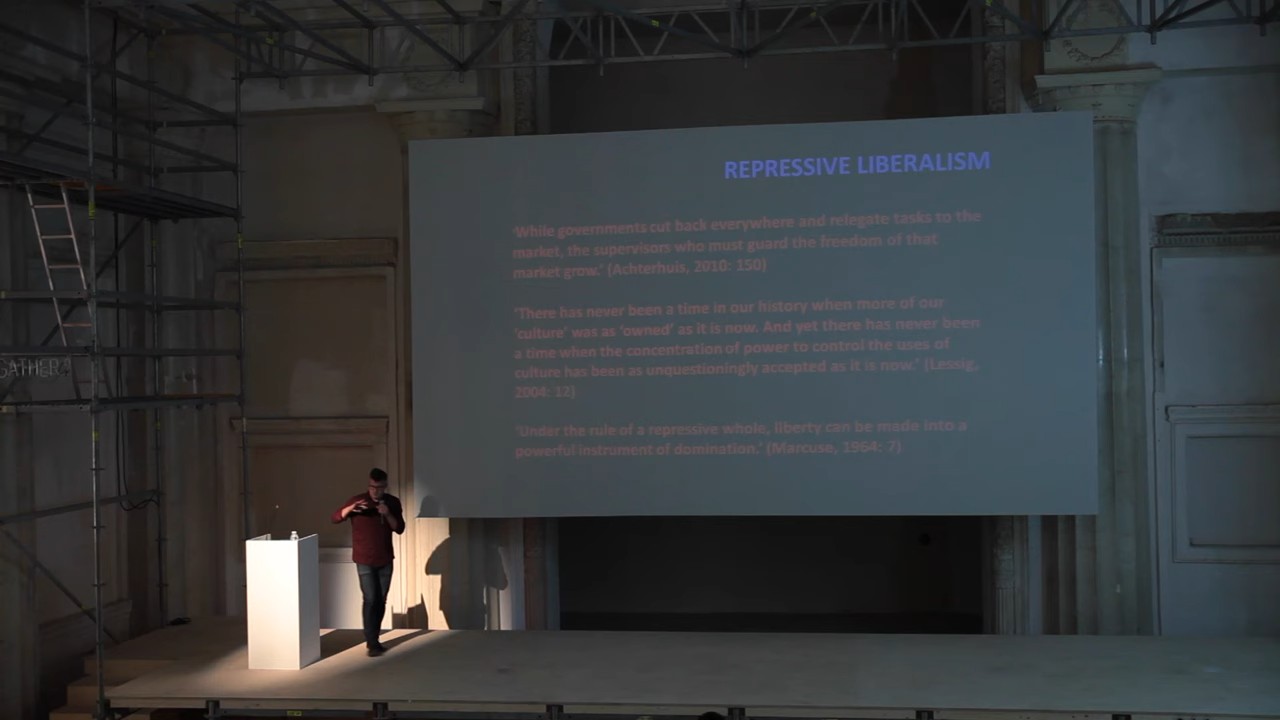 REPRESSIVE LIBERALISM
'While governments cut back everywhere and relegate tasks to the
market, the supervisors who must guard the freedom of that
market grow.' (Achterhuis, 2010: 150)
'There has never been a time in our history when more of our
'culture' was as 'owned' as it is now. And yet there has never been
a time when the concentration of power to control the uses of
culture has been as unquestioningly accepted as it is now.' (Lessig,
2004: 12)
'Under the rule of a repressive whole, liberty can be made into a
powerful instrument of domination.' (Marcuse, 1964: 7)
GATHER?